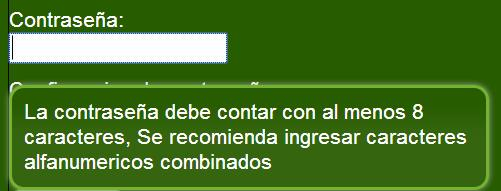 Contraseña:
La contraseña debe contar con al menos 8
caracteres, Se recomienda ingresar caracteres
alfanumericos combinados